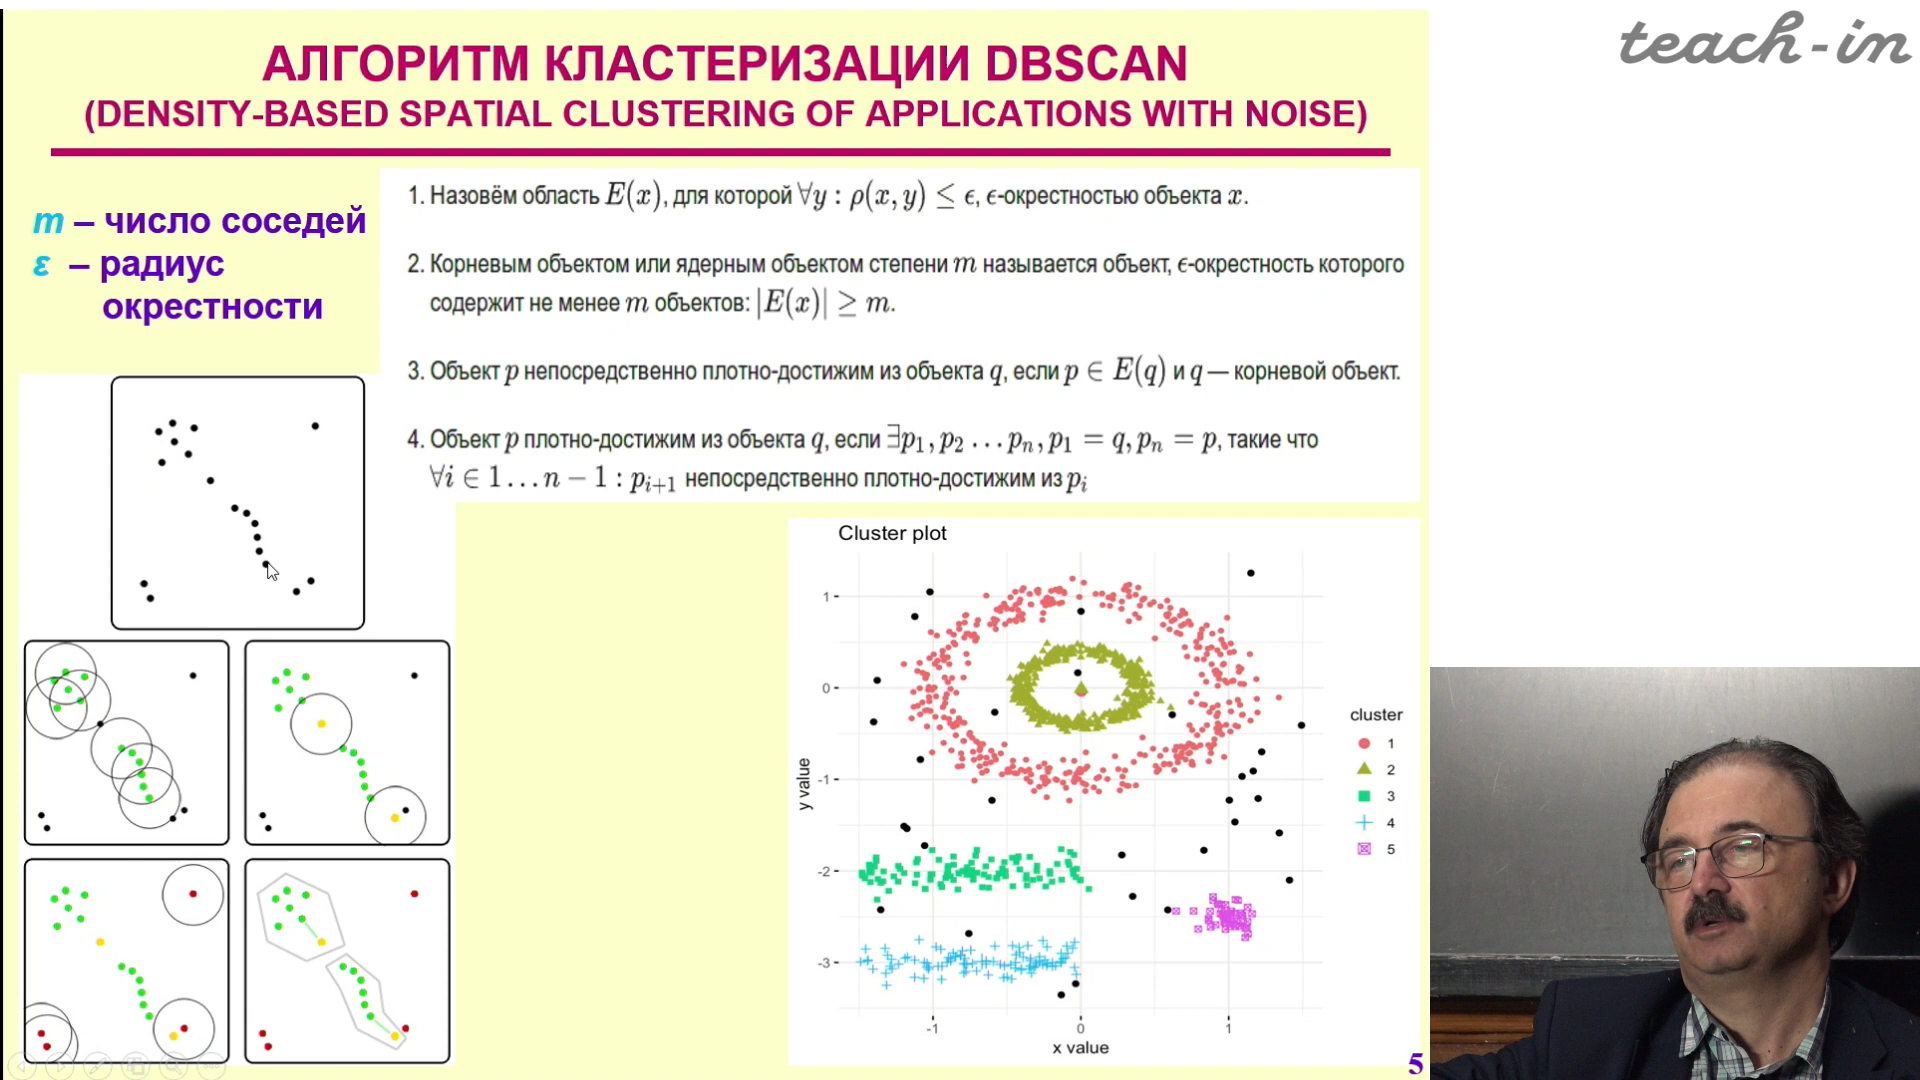 teach-in
АЛГОРИТМ КЛАСТЕРИЗАЦИИ DBSCAN
(DENSITY-BASED SPATIAL CLUSTERING OF APPLICATIONS WITH NOISE)
m – число соседей
ε – радиус
окрестности
1. Назовём область E(x), для которой ∀y : ρ(x, y) ≤ ϵ, ϵ-окрестностью объекта x.
2. Корневым объектом или ядерным объектом степени m называется объект, ϵ-окрестность которого
содержит не менее m объектов: |E(x)| ≥ m.
3. Объект p непосредственно плотно-достижим из объекта q, если p ∈ E(q) и q — корневой объект.
4. Объект p плотно-достижим из объекта q, если ∃p₁, p₂ … pₙ, p₁ = q, pₙ = p, такие что
∀i ∈ 1 … n − 1 : pᵢ₊₁ непосредственно плотно-достижим из pᵢ
Cluster plot
1
0
-1
-2
-3
y value
-1 0 1
x value
cluster
1
2
3
4
5
5